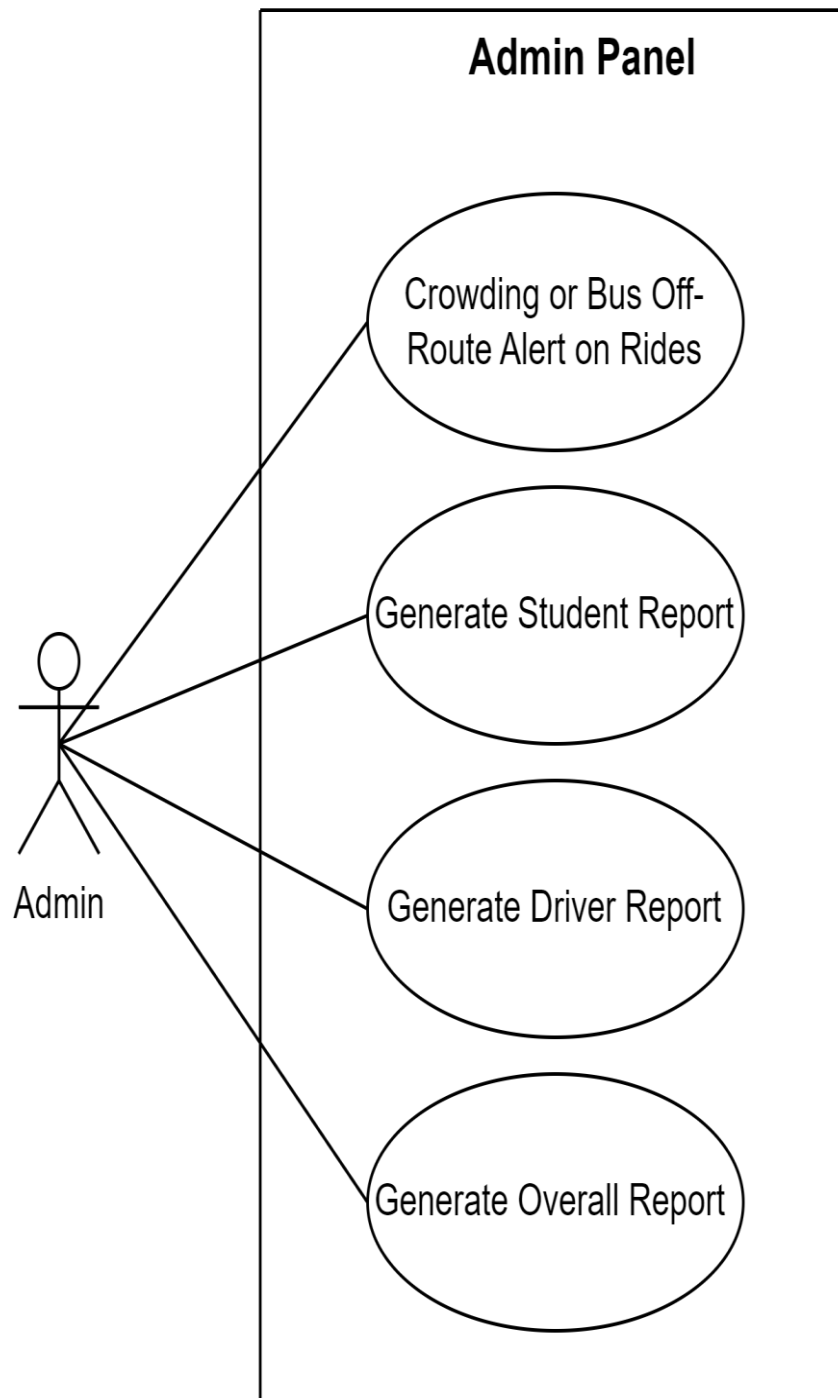 Admin Panel
Crowding or Bus Off-
Route Alert on Rides
Generate Student Report
Generate Driver Report
Admin
Generate Overall Report